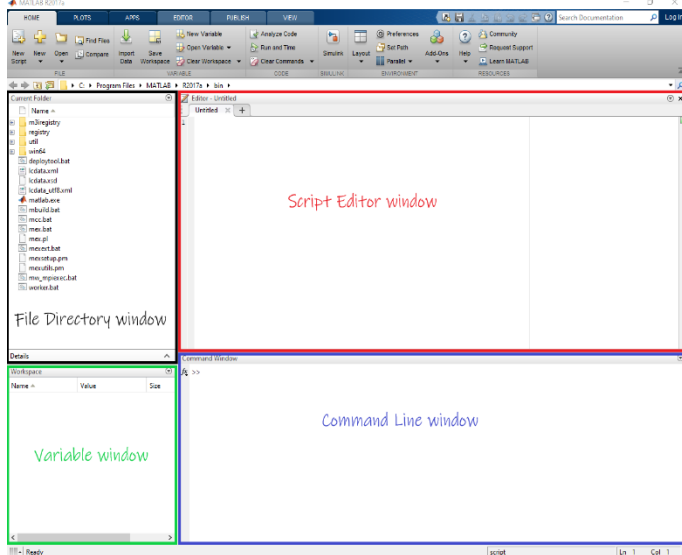 MATLAB R2017a
HOME PLOTS APPS EDITOR PUBLISH VIEW
Search Documentation
Log In
New Script
New
Open
Find Files
Compare
Import Data
Save Workspace
New Variable
Open Variable
Clear Workspace
Analyze Code
Run and Time
Clear Commands
Simulink
Layout
Preferences
Set Path
Parallel
Add-Ons
Help
Community
Request Support
Learn MATLAB
FILE VARIABLE CODE SIMULINK ENVIRONMENT RESOURCES
C: Program Files MATLAB R2017a bin
Current Folder
Name
m3iregistry
registry
util
win64
deploytool.bat
lcdata.xml
lcdata.xsd
lcdata_utf8.xml
matlab.exe
mbuild.bat
mcc.bat
mex.bat
mex.pl
mexext.bat
mexsetup.pm
mexutils.pm
mw_mpiexec.bat
worker.bat
File Directory window
Details
Editor - Untitled
Untitled × +
1
Script Editor window
Workspace
Name Value Size
Variable window
Command Window
fx >>
Command Line window
Ready
script Ln 1 Col 1